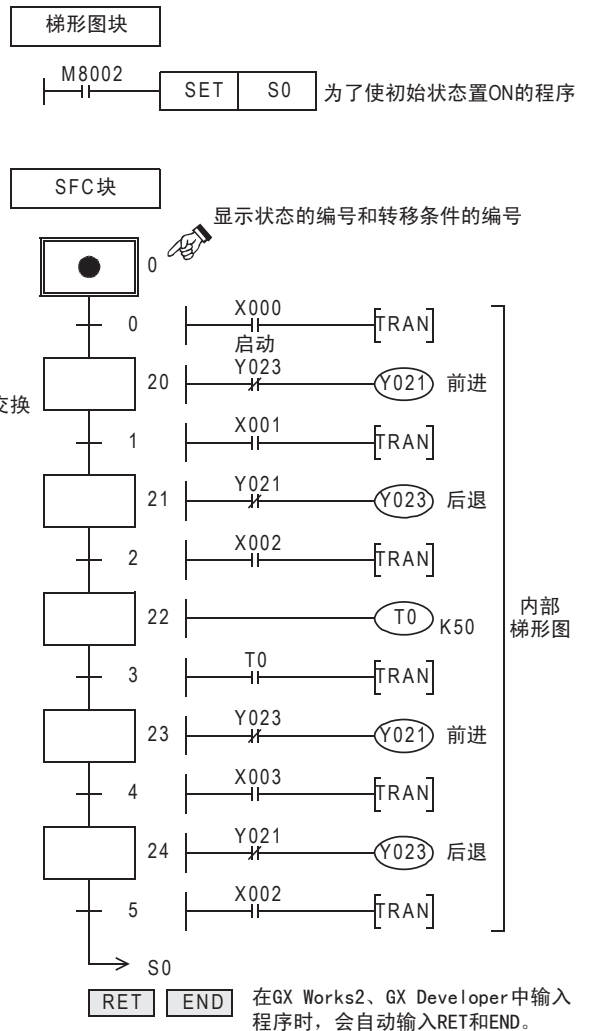 梯形图块
M8002
SET S0 为了使初始状态置ON的程序
SFC块
显示状态的编号和转移条件的编号
0
0 X000 TRAN
启动
20 Y023 Y021 前进
交换
1 X001 TRAN
21 Y021 Y023 后退
2 X002 TRAN
22 T0 K50
内部
梯形图
3 T0 TRAN
23 Y023 Y021 前进
4 X003 TRAN
24 Y021 Y023 后退
5 X002 TRAN
S0
RET END 在GX Works2、GX Developer中输入
程序时，会自动输入RET和END。